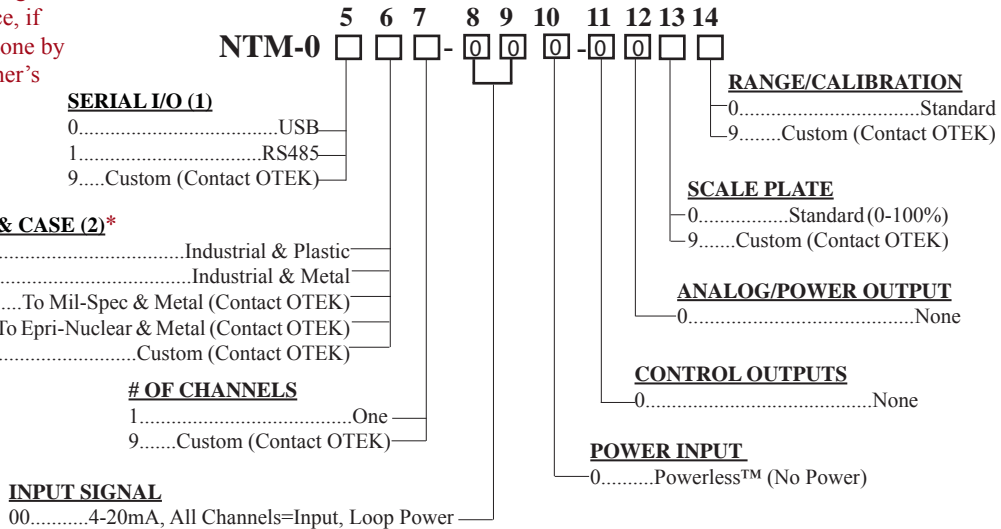 ce, if
one by
ner's
5 6 7 8 9 10 11 12 13 14
NTM-0 - 0 0 0 - 0 0
RANGE/CALIBRATION
0..................................Standard
9........Custom (Contact OTEK)
SERIAL I/O (1)
0......................................USB
1...................................RS485
9.....Custom (Contact OTEK)
SCALE PLATE
0.................Standard (0-100%)
9.......Custom (Contact OTEK)
& CASE (2)*
..............................Industrial & Plastic
................................Industrial & Metal
.....To Mil-Spec & Metal (Contact OTEK)
To Epri-Nuclear & Metal (Contact OTEK)
......................Custom (Contact OTEK)
ANALOG/POWER OUTPUT
0...........................................None
# OF CHANNELS
1.........................................One
9.......Custom (Contact OTEK)
CONTROL OUTPUTS
0...........................................None
POWER INPUT
0..........Powerless™ (No Power)
INPUT SIGNAL
00...........4-20mA, All Channels=Input, Loop Power